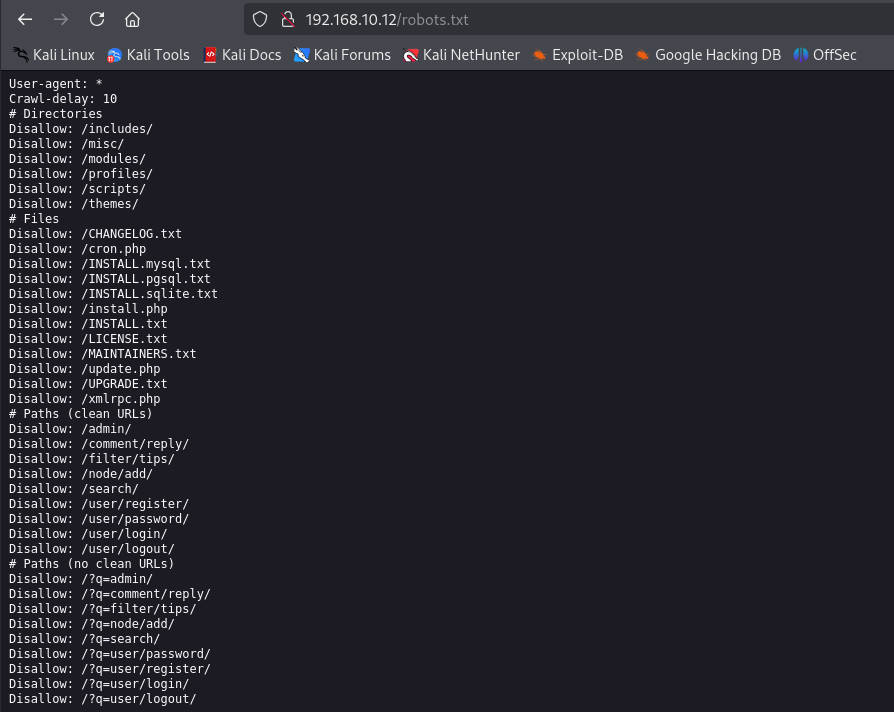 192.168.10.12/robots.txt
Kali Linux Kali Tools Kali Docs Kali Forums Kali NetHunter Exploit-DB Google Hacking DB OffSec
User-agent: *
Crawl-delay: 10
# Directories
Disallow: /includes/
Disallow: /misc/
Disallow: /modules/
Disallow: /profiles/
Disallow: /scripts/
Disallow: /themes/
# Files
Disallow: /CHANGELOG.txt
Disallow: /cron.php
Disallow: /INSTALL.mysql.txt
Disallow: /INSTALL.pgsql.txt
Disallow: /INSTALL.sqlite.txt
Disallow: /install.php
Disallow: /INSTALL.txt
Disallow: /LICENSE.txt
Disallow: /MAINTAINERS.txt
Disallow: /update.php
Disallow: /UPGRADE.txt
Disallow: /xmlrpc.php
# Paths (clean URLs)
Disallow: /admin/
Disallow: /comment/reply/
Disallow: /filter/tips/
Disallow: /node/add/
Disallow: /search/
Disallow: /user/register/
Disallow: /user/password/
Disallow: /user/login/
Disallow: /user/logout/
# Paths (no clean URLs)
Disallow: /?q=admin/
Disallow: /?q=comment/reply/
Disallow: /?q=filter/tips/
Disallow: /?q=node/add/
Disallow: /?q=search/
Disallow: /?q=user/password/
Disallow: /?q=user/register/
Disallow: /?q=user/login/
Disallow: /?q=user/logout/